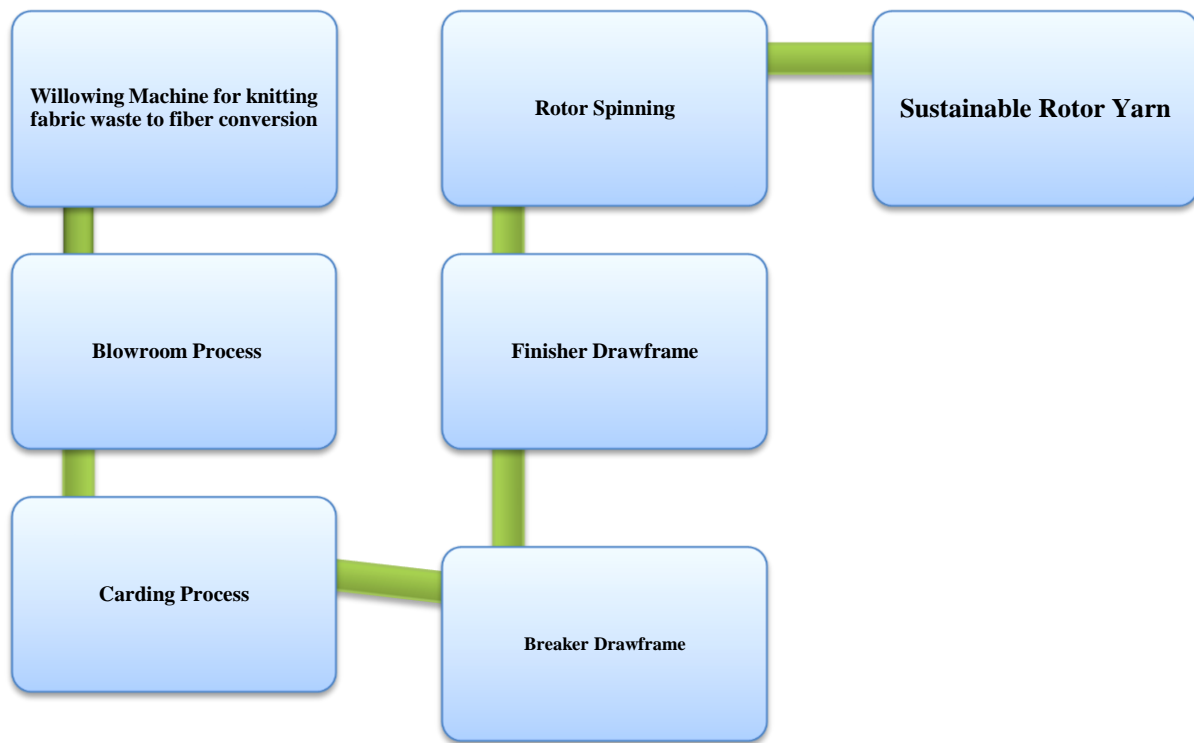 Willowing Machine for knitting
fabric waste to fiber conversion
Blowroom Process
Carding Process
Breaker Drawframe
Finisher Drawframe
Rotor Spinning
Sustainable Rotor Yarn